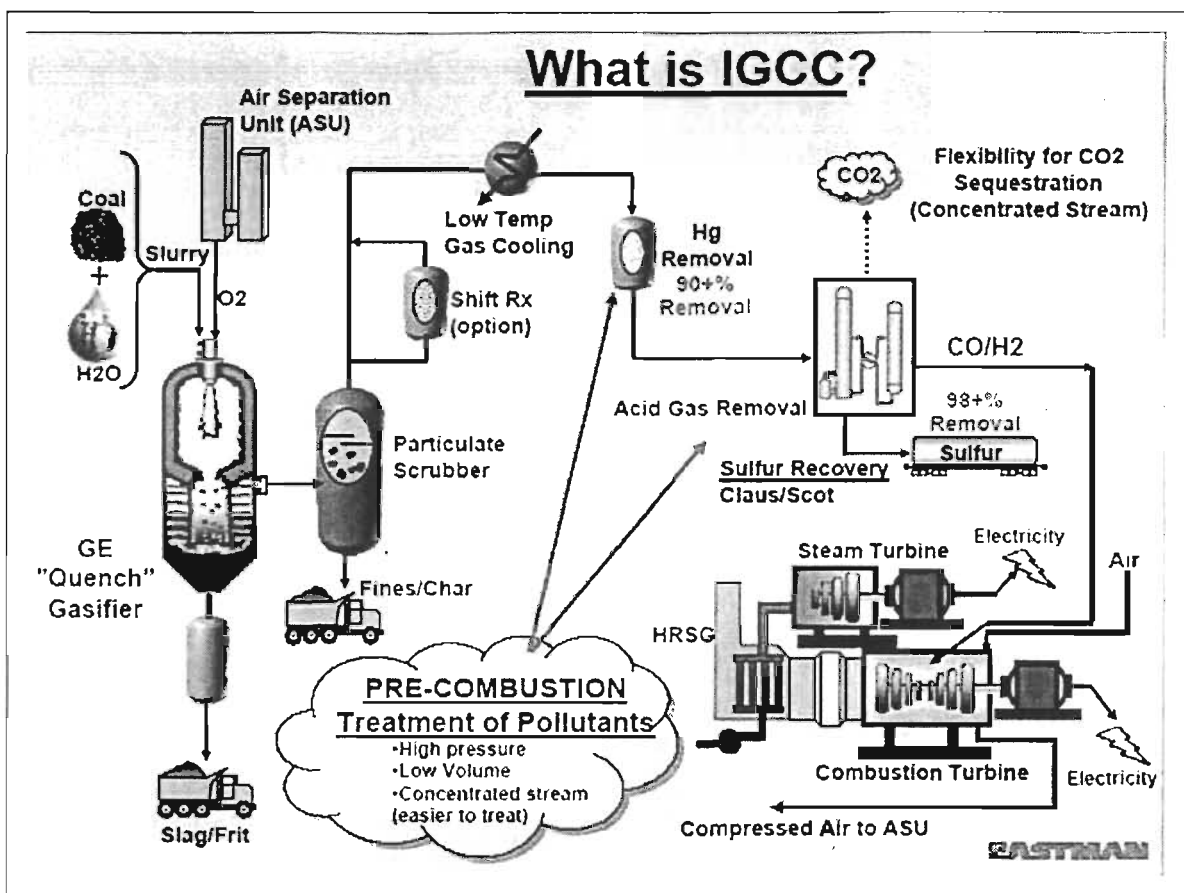 What is IGCC?
Air Separation
Unit (ASU)
Coal
+
H2O
Slurry
O2
GE
"Quench"
Gasifier
Slag/Frit
Particulate
Scrubber
Fines/Char
Shift Rx
(option)
Low Temp
Gas Cooling
Hg
Removal
90+%
Removal
CO2
Flexibility for CO2
Sequestration
(Concentrated Stream)
Acid Gas Removal
CO/H2
98+%
Removal
Sulfur
Sulfur Recovery
Claus/Scot
PRE-COMBUSTION
Treatment of Pollutants
•High pressure
•Low Volume
•Concentrated stream
(easier to treat)
Steam Turbine
Electricity
Air
HRSG
Combustion Turbine
Electricity
Compressed Air to ASU
EASTMAN